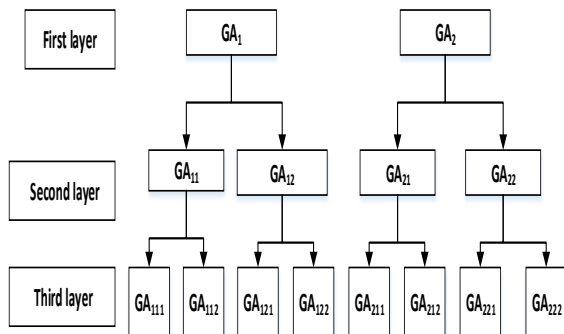 First layer GA₁ GA₂
Second layer GA₁₁ GA₁₂ GA₂₁ GA₂₂
Third layer GA₁₁₁ GA₁₁₂ GA₁₂₁ GA₁₂₂ GA₂₁₁ GA₂₁₂ GA₂₂₁ GA₂₂₂